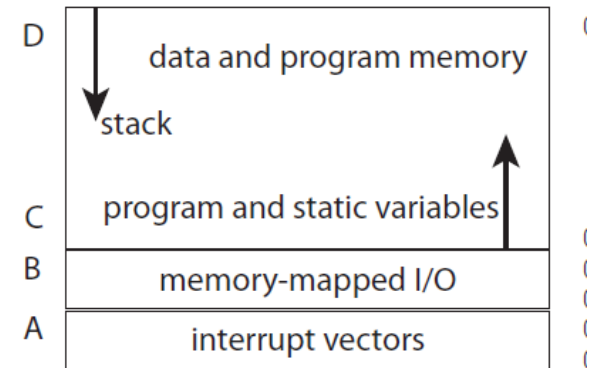 D
data and program memory
stack
C
program and static variables
B
memory-mapped I/O
A
interrupt vectors